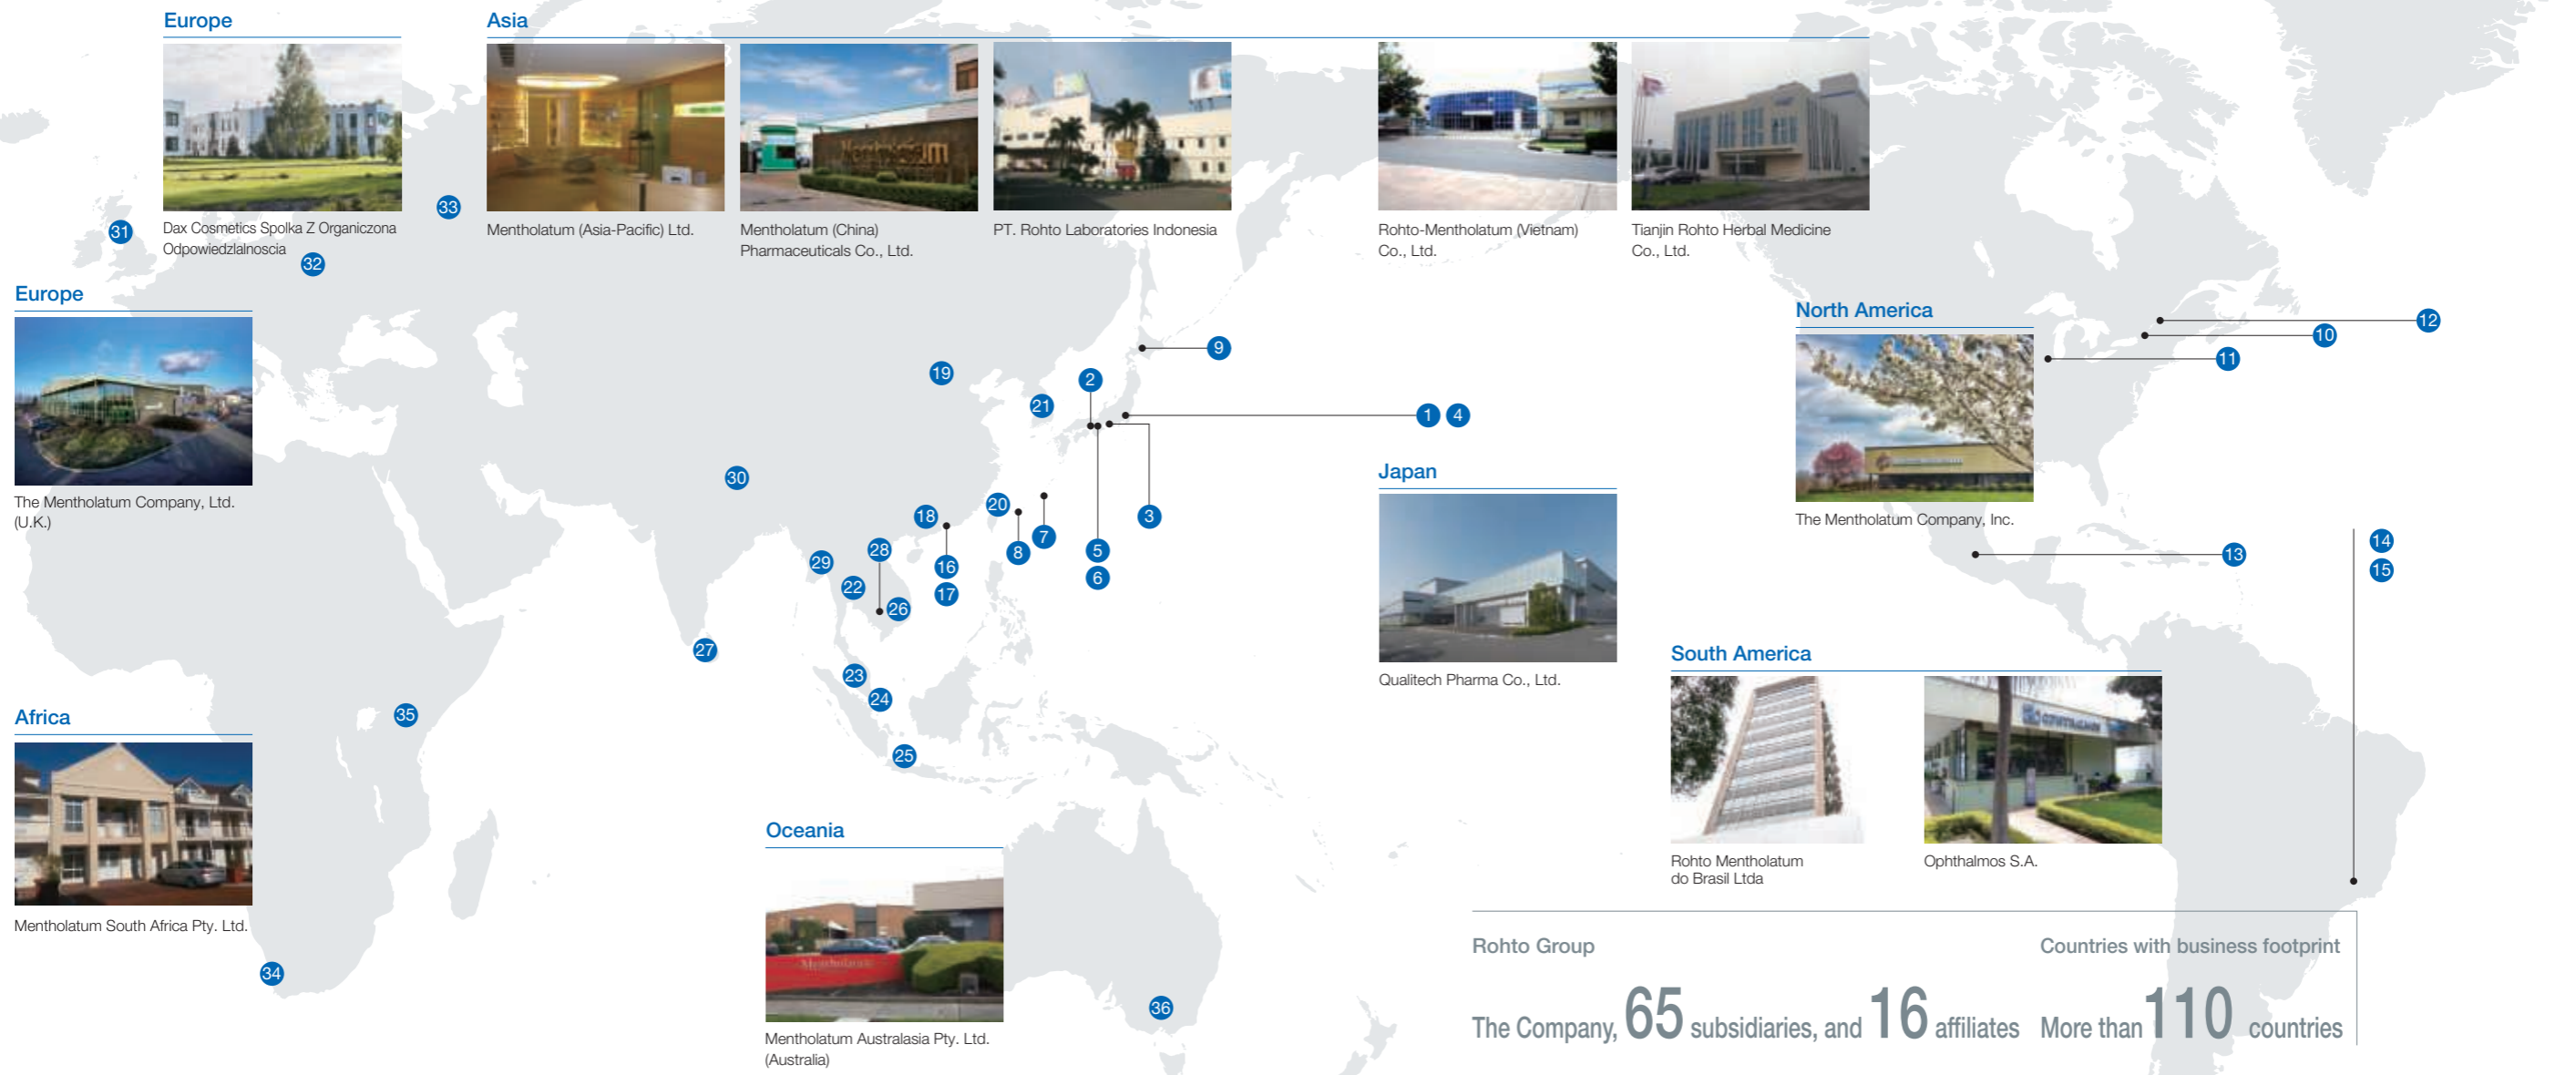 Europe
Dax Cosmetics Spolka Z Organiczona
Odpowiedzlalnoscia
Asia
Mentholatum (Asia-Pacific) Ltd.
Mentholatum (China)
Pharmaceuticals Co., Ltd.
Mentholatum
PT. Rohto Laboratories Indonesia
Rohto-Mentholatum (Vietnam)
Co., Ltd.
Tianjin Rohto Herbal Medicine
Co., Ltd.
31
32
33
Europe
The Mentholatum Company, Ltd.
(U.K.)
North America
The Mentholatum Company, Inc.
12
10
11
9
19
2
21
1 4
30
18
20
7
8
3
5
6
28
16
17
29
22
26
27
23
24
25
Japan
Qualitech Pharma Co., Ltd.
13
14
15
South America
Rohto Mentholatum
do Brasil Ltda
OPHTHALMOS
Ophthalmos S.A.
35
Africa
Mentholatum South Africa Pty. Ltd.
34
Oceania
Mentholatum
Mentholatum Australasia Pty. Ltd.
(Australia)
36
Rohto Group
The Company, 65 subsidiaries, and 16 affiliates
Countries with business footprint
More than 110 countries